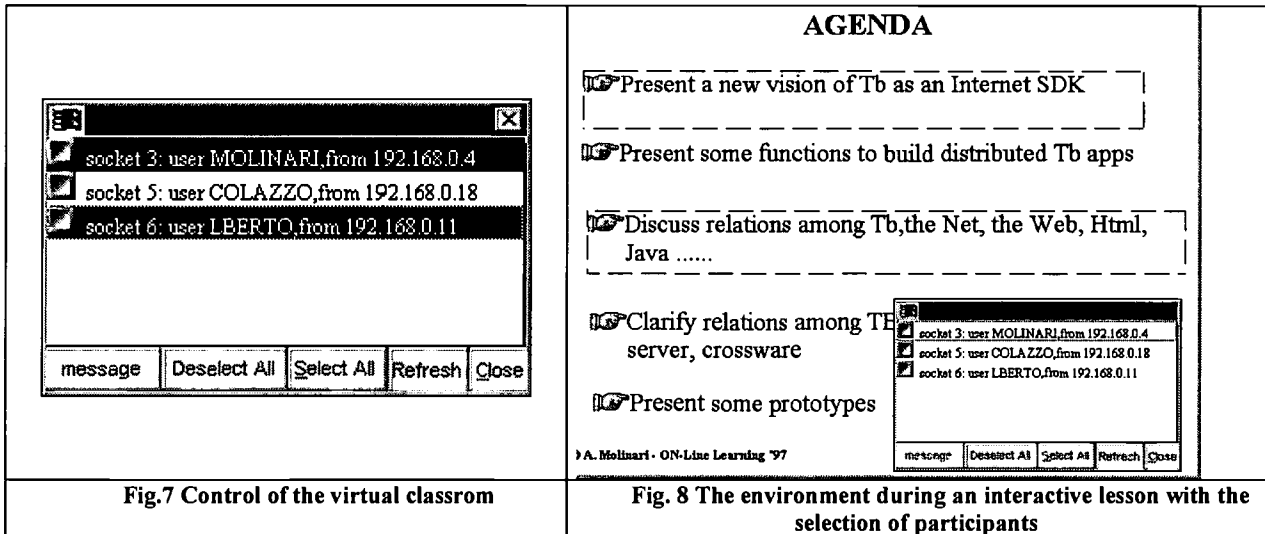 socket 3: user MOLINARI,from 192.168.0.4
socket 5: user COLAZZO,from 192.168.0.18
socket 6: user LBERTO,from 192.168.0.11
message Deselect All Select All Refresh Close
Fig.7 Control of the virtual classrom
AGENDA
Present a new vision of Tb as an Internet SDK
Present some functions to build distributed Tb apps
Discuss relations among Tb,the Net, the Web, Html,
Java ......
Clarify relations among TB
server, crossware
Present some prototypes
socket 3: user MOLINARI,from 192.168.0.4
socket 5: user COLAZZO,from 192.168.0.18
socket 6: user LBERTO,from 192.168.0.11
message Deselect All Select All Refresh Close
A. Molinari - ON-Line Learning '97
Fig. 8 The environment during an interactive lesson with the
selection of participants